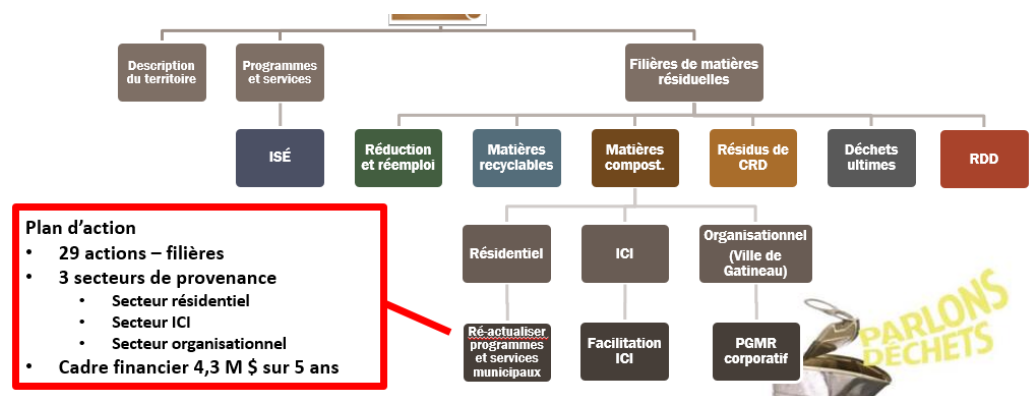 Description
du territoire
Programmes
et services
Filières de matières
résiduelles
ISÉ
Réduction
et réemploi
Matières
recyclables
Matières
compost.
Résidus de
CRD
Déchets
ultimes
RDD
Plan d'action
• 29 actions – filières
• 3 secteurs de provenance
• Secteur résidentiel
• Secteur ICI
• Secteur organisationnel
• Cadre financier 4,3 M $ sur 5 ans
Résidentiel
ICI
Organisationnel
(Ville de
Gatineau)
Ré-actualiser
programmes
et services
municipaux
Facilitation
ICI
PGMR
corporatif
PARLONS
DÉCHETS